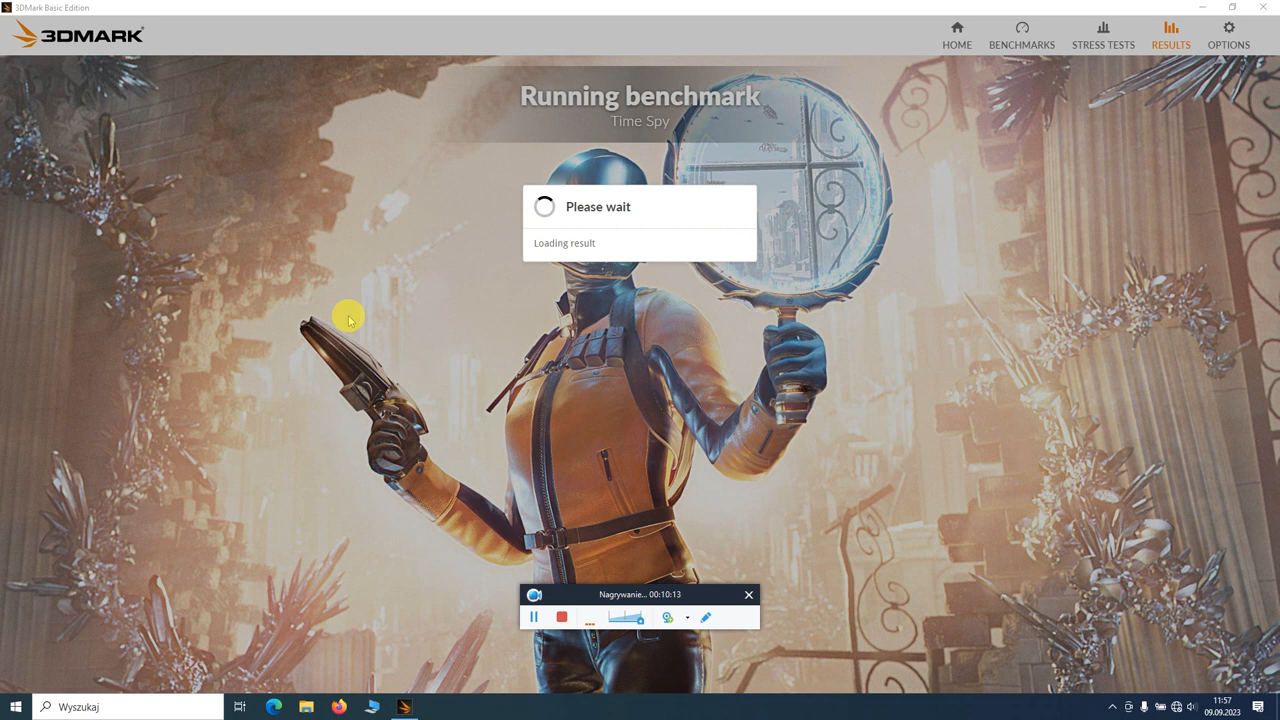 3DMark Basic Edition
3DMARK
HOME
BENCHMARKS
STRESS TESTS
RESULTS
OPTIONS
Running benchmark
Time Spy
Please wait
Loading result
Nagrywanie... 00:10:13
Wyszukaj
11:57
09.09.2023